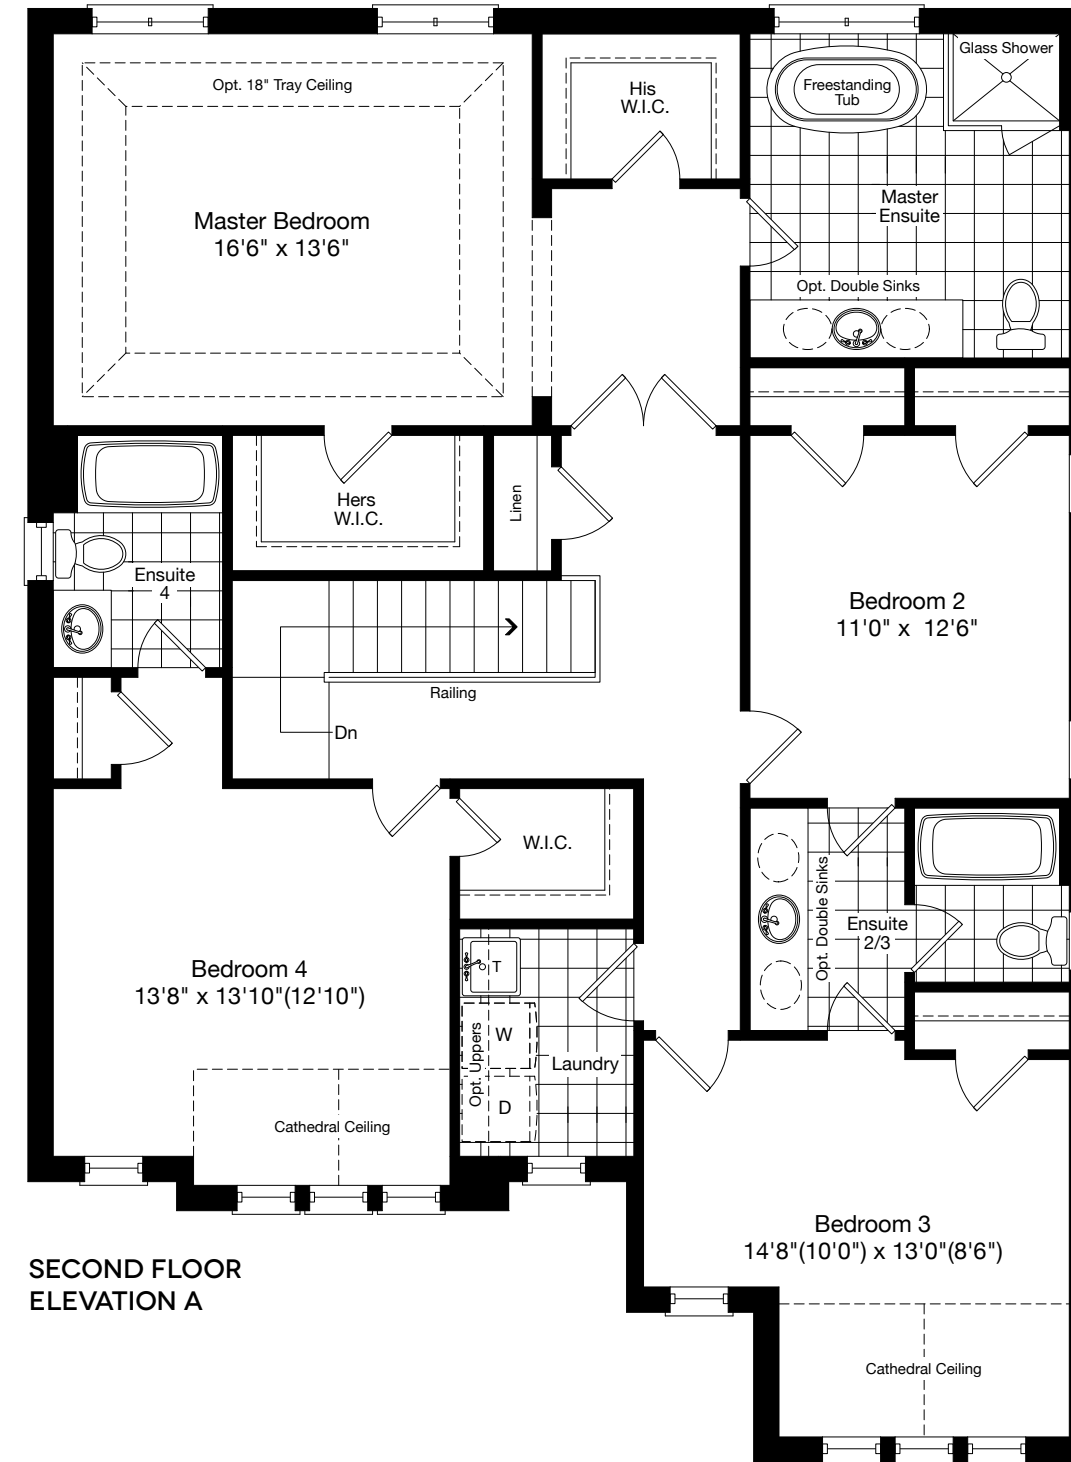 Opt. 18" Tray Ceiling
Master Bedroom
16'6" x 13'6"
His
W.I.C.
Freestanding
Tub
Glass Shower
Master
Ensuite
Opt. Double Sinks
Hers
W.I.C.
Linen
Ensuite
4
Railing
Dn
Bedroom 2
11'0" x 12'6"
W.I.C.
Opt. Double Sinks
Ensuite
2/3
Bedroom 4
13'8" x 13'10"(12'10")
T
W
D
Opt. Uppers
Laundry
Cathedral Ceiling
Bedroom 3
14'8"(10'0") x 13'0"(8'6")
Cathedral Ceiling
SECOND FLOOR
ELEVATION A